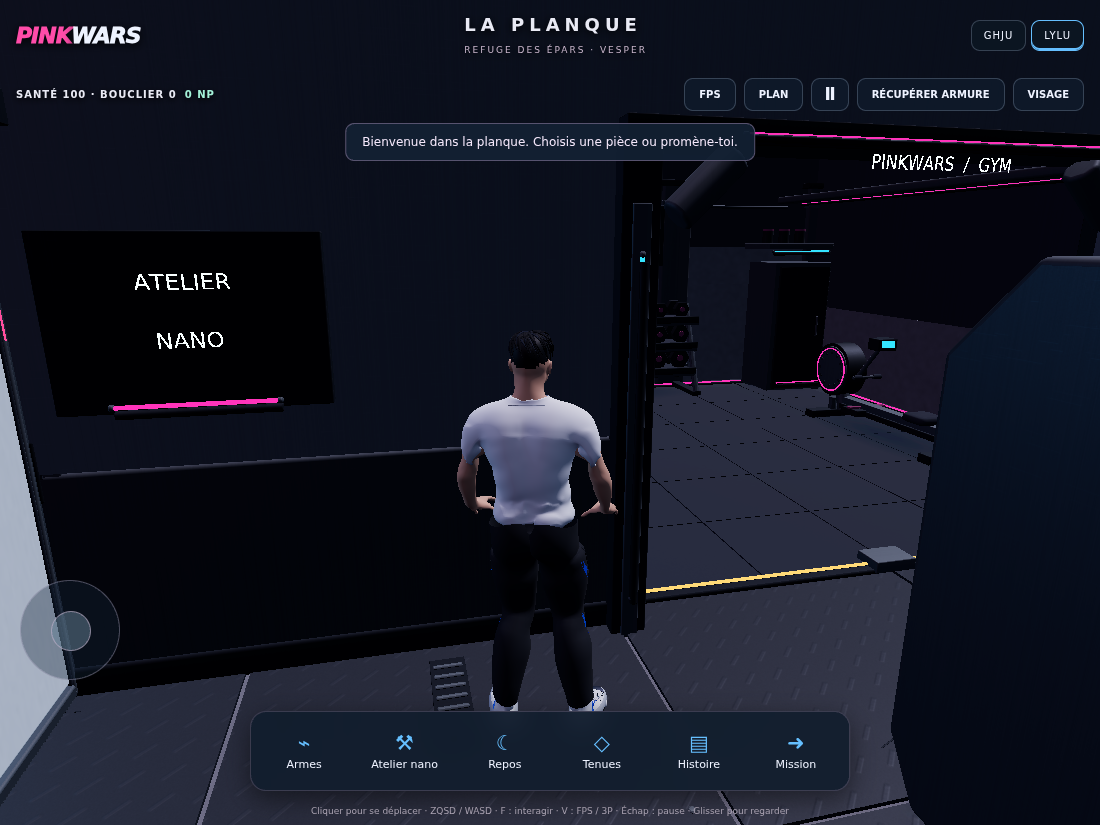 PINKWARS
LA PLANQUE
REFUGE DES ÉPARS · VESPER
GHJU
LYLU
SANTÉ 100 · BOUCLIER 0 0 NP
FPS
PLAN
RÉCUPÉRER ARMURE
VISAGE
Bienvenue dans la planque. Choisis une pièce ou promène-toi.
PINKWARS / GYM
ATELIER
NANO
Armes
Atelier nano
Repos
Tenues
Histoire
Mission
Cliquer pour se déplacer · ZQSD / WASD · F : interagir · V : FPS / 3P · Échap : pause · Glisser pour regarder